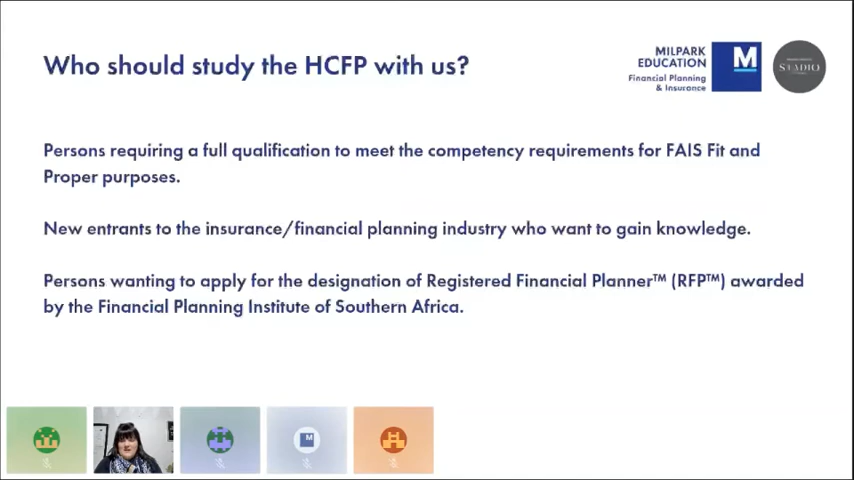 Who should study the HCFP with us?
MILPARK
EDUCATION
Financial Planning
& Insurance
M
STADIO
Persons requiring a full qualification to meet the competency requirements for FAIS Fit and
Proper purposes.
New entrants to the insurance/financial planning industry who want to gain knowledge.
Persons wanting to apply for the designation of Registered Financial Planner™ (RFP™) awarded
by the Financial Planning Institute of Southern Africa.
M